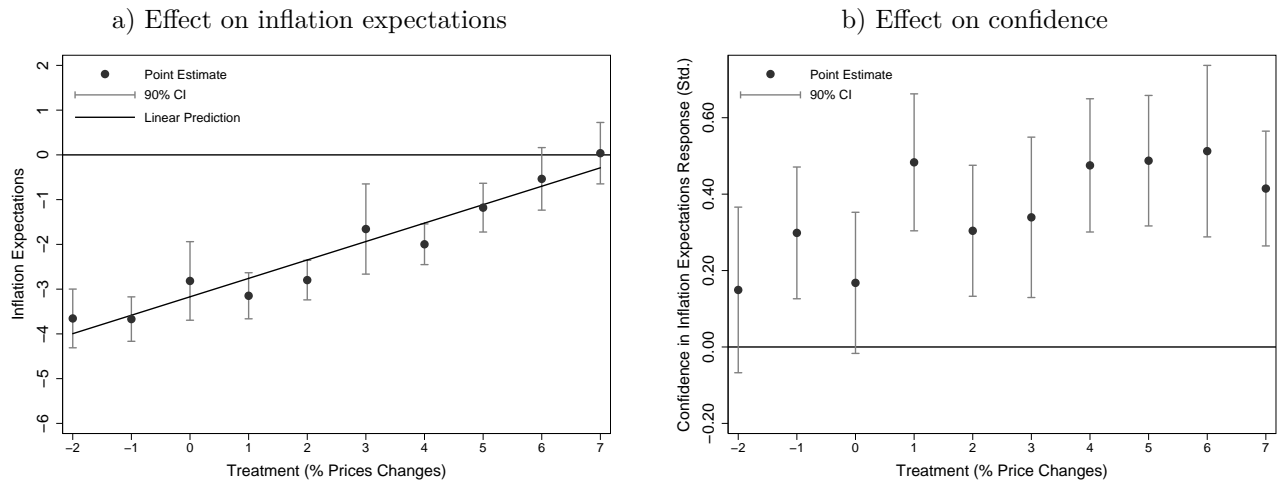 a) Effect on inflation expectations
Point Estimate
90% CI
Linear Prediction
Inflation Expectations
2
1
0
−1
−2
−3
−4
−5
−6
−2 −1 0 1 2 3 4 5 6 7
Treatment (% Prices Changes)
b) Effect on confidence
Point Estimate
90% CI
Confidence in Inflation Expectations Response (Std.)
0.60
0.40
0.20
0.00
−0.20
−2 −1 0 1 2 3 4 5 6 7
Treatment (% Price Changes)